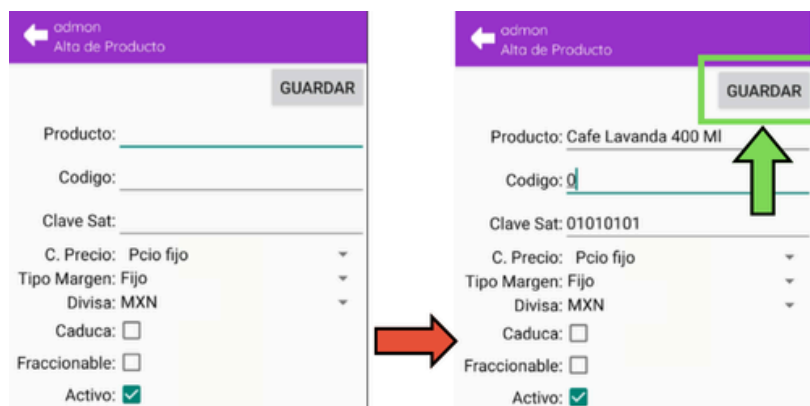 admon
Alta de Producto
GUARDAR
Producto:
Codigo:
Clave Sat:
C. Precio: Pcio fijo
Tipo Margen: Fijo
Divisa: MXN
Caduca:
Fraccionable:
Activo:
admon
Alta de Producto
GUARDAR
Producto: Cafe Lavanda 400 Ml
Codigo: 0
Clave Sat: 01010101
C. Precio: Pcio fijo
Tipo Margen: Fijo
Divisa: MXN
Caduca:
Fraccionable:
Activo: